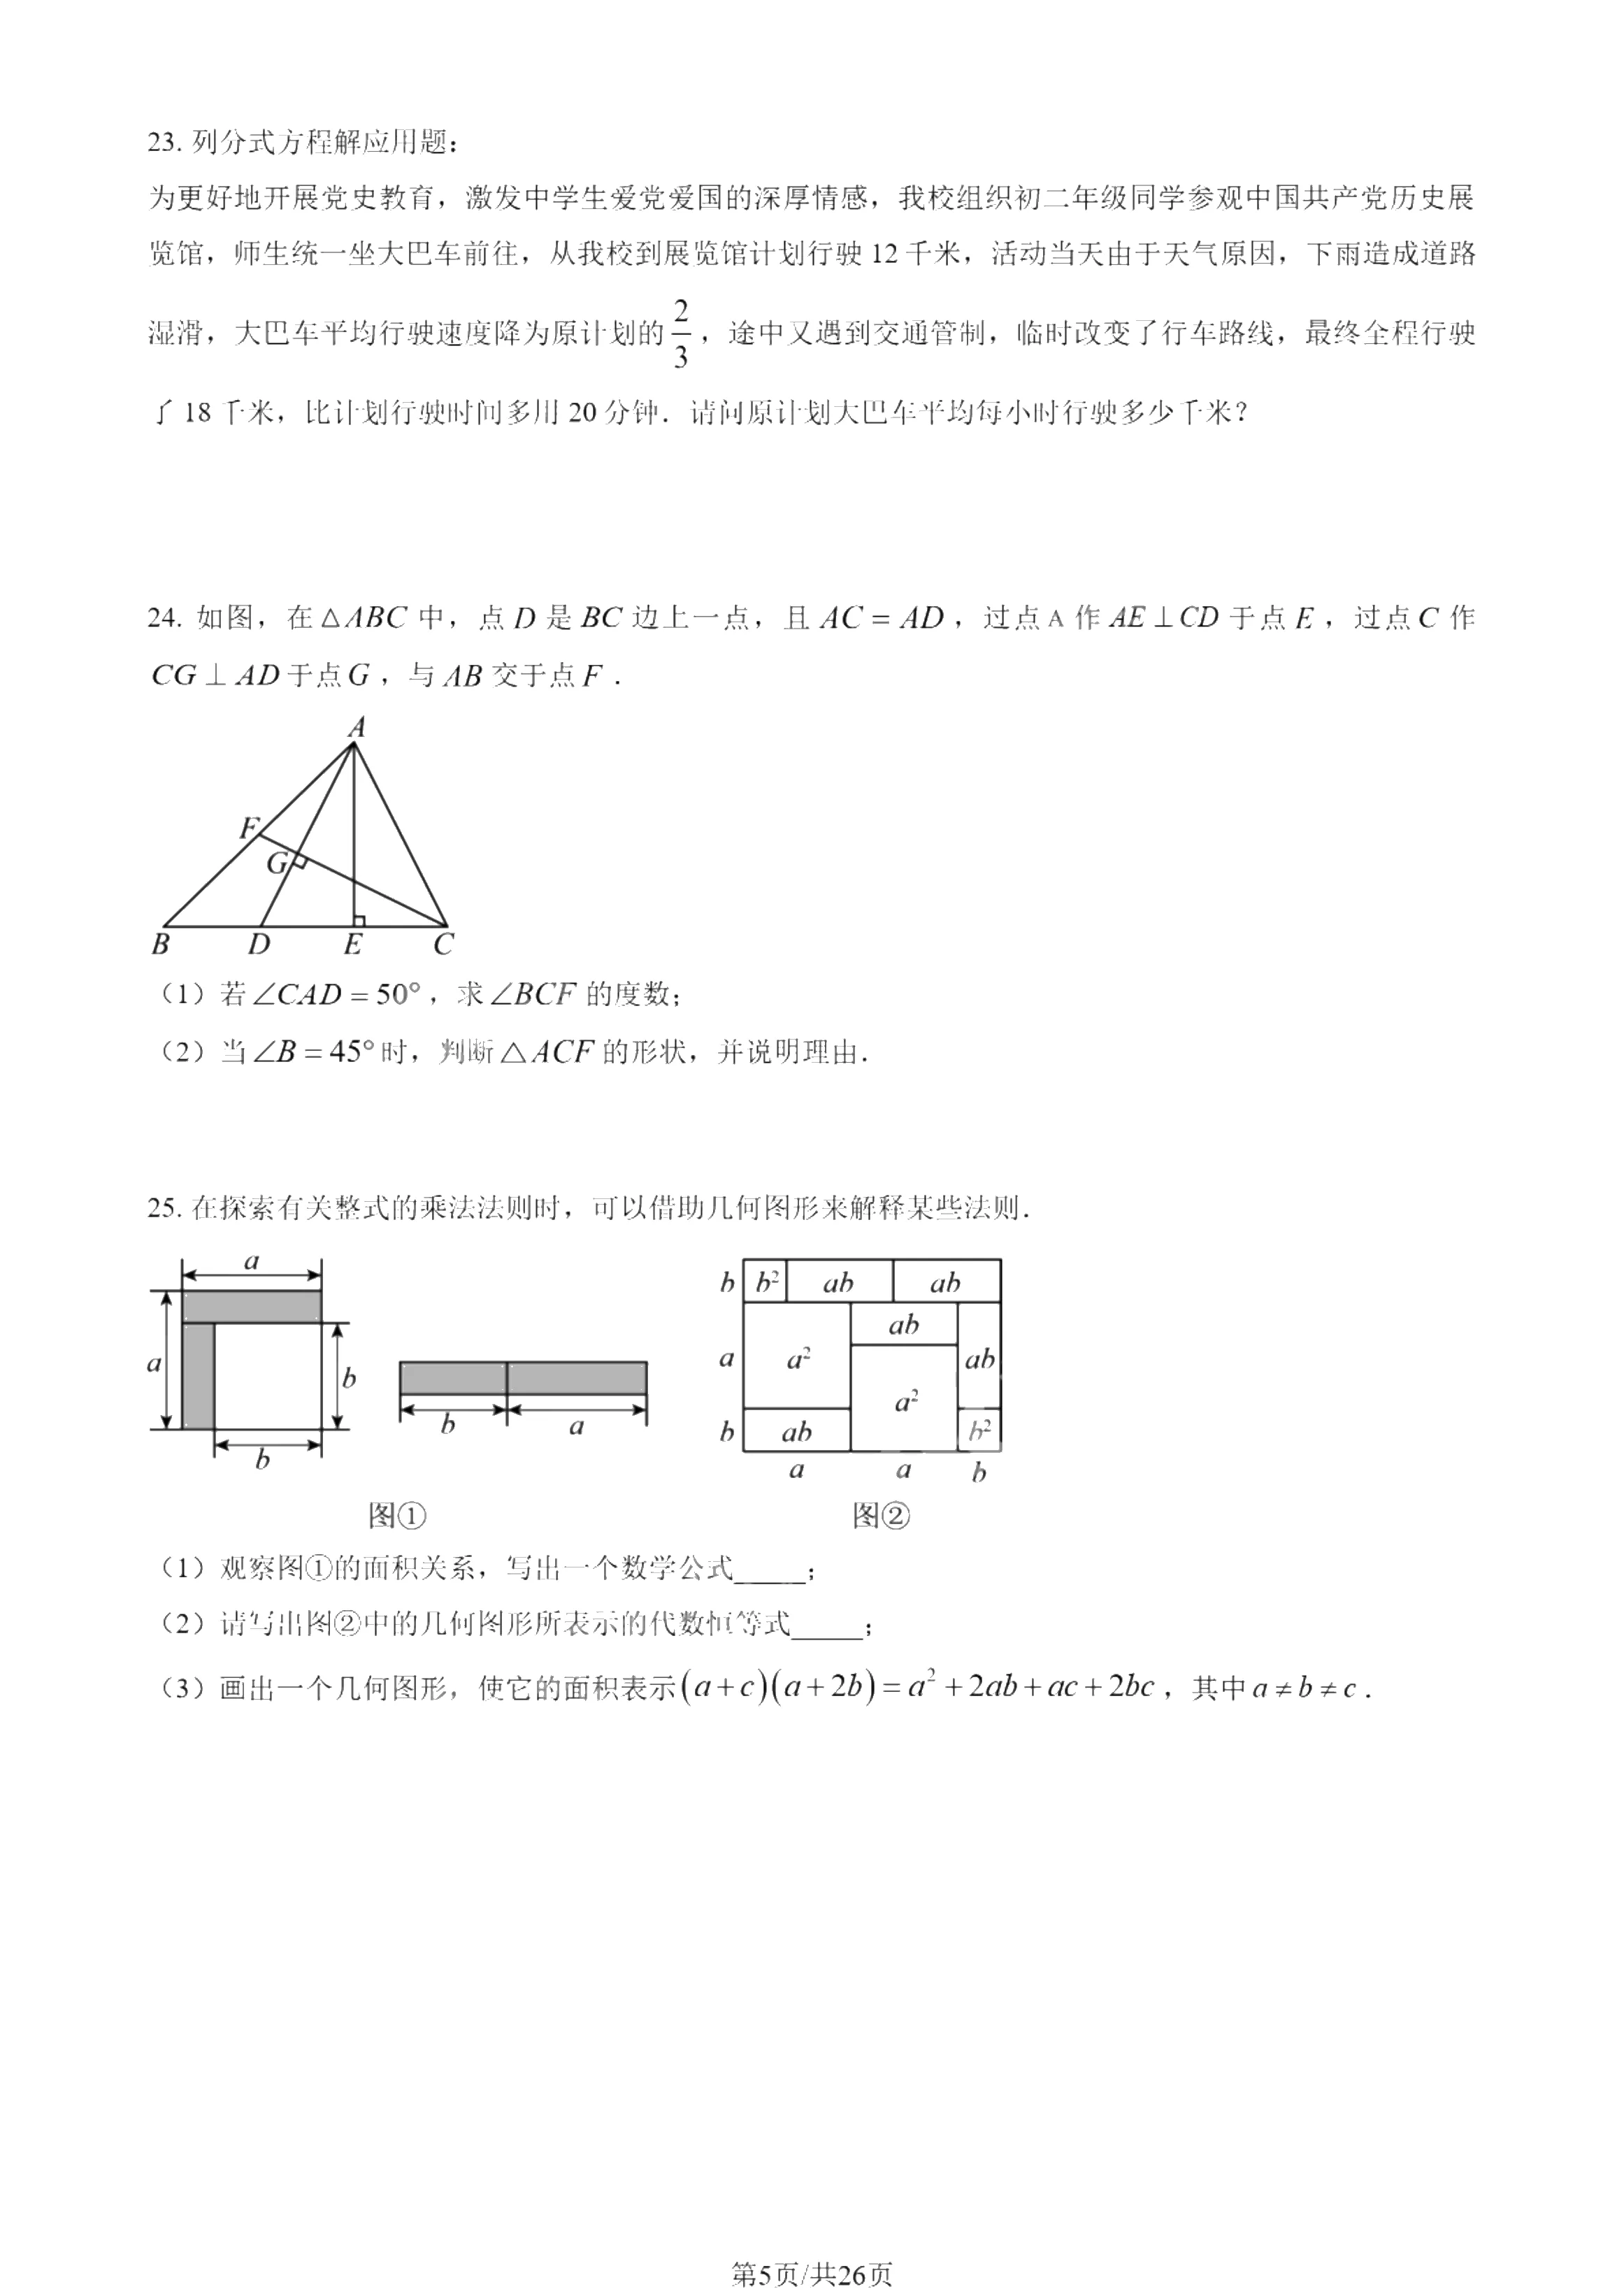 23. 列分式方程解应用题：
为更好地开展党史教育，激发中学生爱党爱国的深厚情感，我校组织初二年级同学参观中国共产党历史展
览馆，师生统一坐大巴车前往，从我校到展览馆计划行驶 12 千米，活动当天由于天气原因，下雨造成道路
湿滑，大巴车平均行驶速度降为原计划的 2/3，途中又遇到交通管制，临时改变了行车路线，最终全程行驶
了 18 千米，比计划行驶时间多用 20 分钟．请问原计划大巴车平均每小时行驶多少千米？
24. 如图，在 △ABC 中，点 D 是 BC 边上一点，且 AC = AD，过点 A 作 AE ⊥ CD 于点 E，过点 C 作
CG ⊥ AD 于点 G，与 AB 交于点 F．
A
F
G
B D E C
（1）若 ∠CAD = 50°，求 ∠BCF 的度数；
（2）当 ∠B = 45° 时，判断 △ACF 的形状，并说明理由．
25. 在探索有关整式的乘法法则时，可以借助几何图形来解释某些法则．
a
a
b
b
b a
图①
b b² ab ab
ab
a a² ab
a²
b ab b²
a a b
图②
（1）观察图①的面积关系，写出一个数学公式_____；
（2）请写出图②中的几何图形所表示的代数恒等式_____；
（3）画出一个几何图形，使它的面积表示 (a+c)(a+2b) = a² + 2ab + ac + 2bc，其中 a ≠ b ≠ c．
第5页/共26页